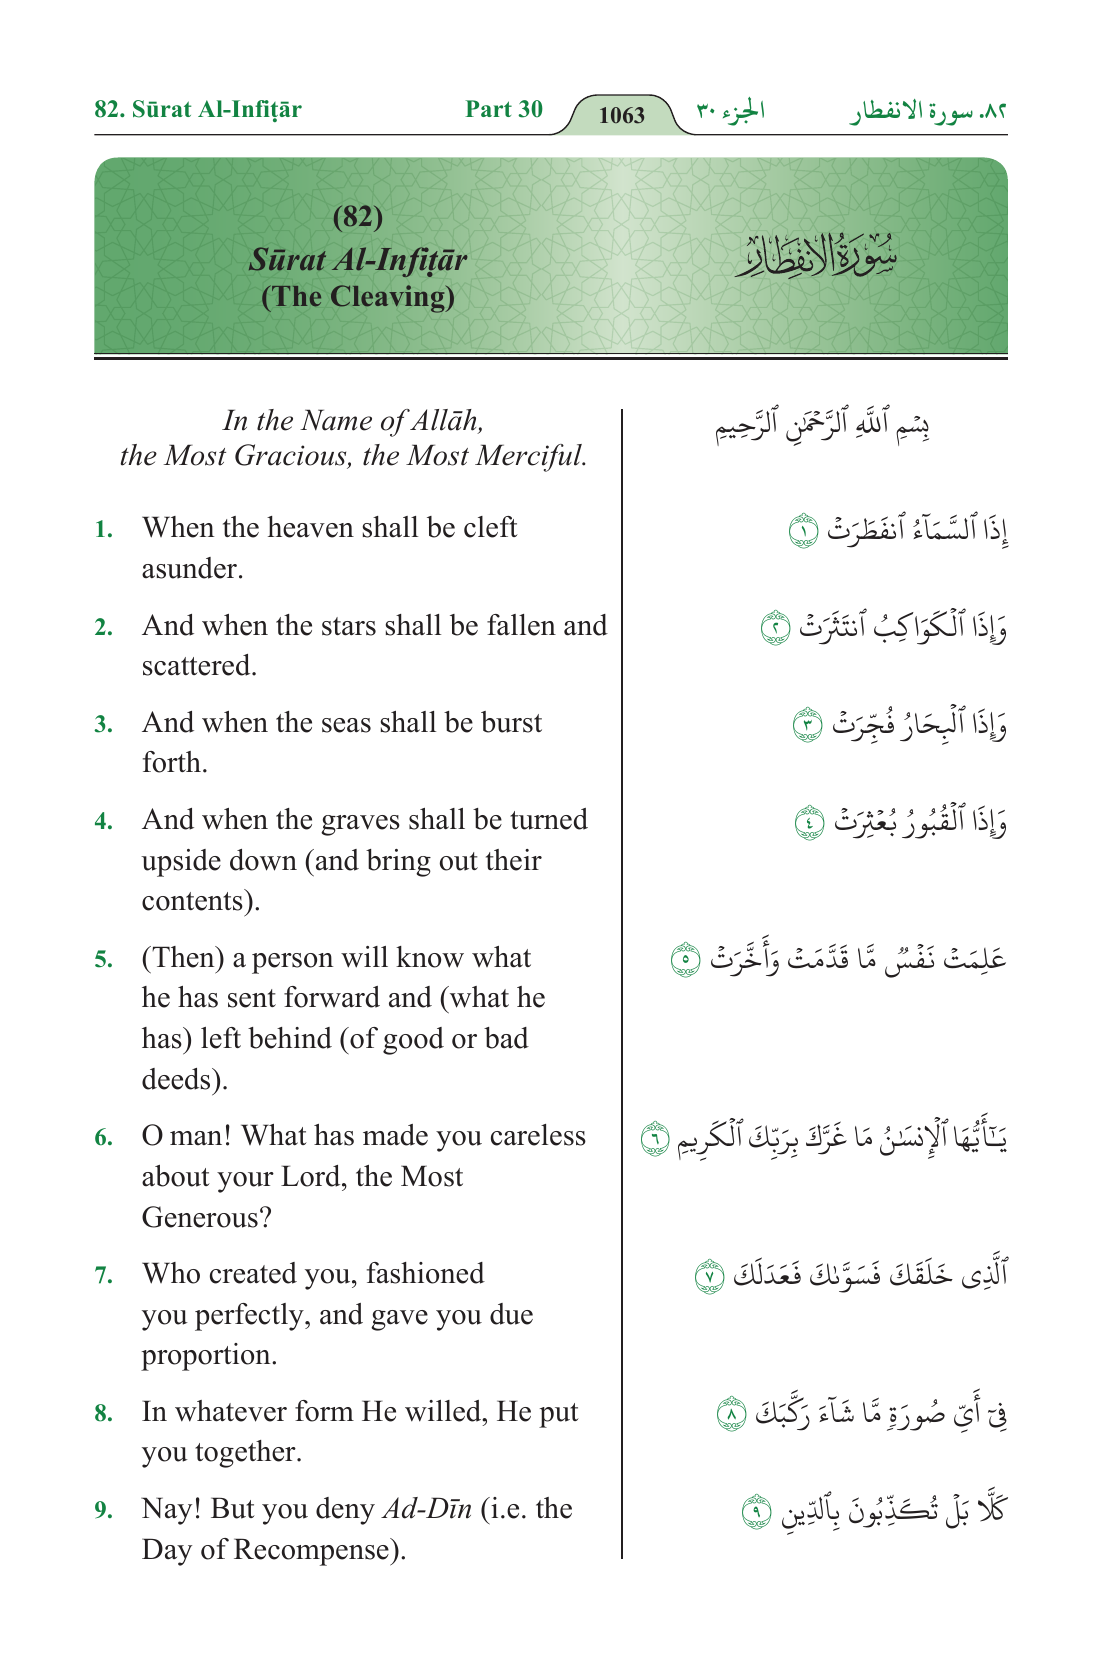 82. Sūrat Al-Infiṭār Part 30 1063 الجزء ٣٠ ٨٢. سورة الانفطار
(82)
Sūrat Al-Infiṭār
(The Cleaving)
سُورَةُ الانفِطَارِ
In the Name of Allāh,
the Most Gracious, the Most Merciful.
بِسْمِ ٱللَّهِ ٱلرَّحْمَٰنِ ٱلرَّحِيمِ
1. When the heaven shall be cleft
asunder.
إِذَا ٱلسَّمَآءُ ٱنفَطَرَتْ ١
2. And when the stars shall be fallen and
scattered.
وَإِذَا ٱلْكَوَاكِبُ ٱنتَثَرَتْ ٢
3. And when the seas shall be burst
forth.
وَإِذَا ٱلْبِحَارُ فُجِّرَتْ ٣
4. And when the graves shall be turned
upside down (and bring out their
contents).
وَإِذَا ٱلْقُبُورُ بُعْثِرَتْ ٤
5. (Then) a person will know what
he has sent forward and (what he
has) left behind (of good or bad
deeds).
عَلِمَتْ نَفْسٌ مَّا قَدَّمَتْ وَأَخَّرَتْ ٥
6. O man! What has made you careless
about your Lord, the Most
Generous?
يَـٰٓأَيُّهَا ٱلْإِنسَـٰنُ مَا غَرَّكَ بِرَبِّكَ ٱلْكَرِيمِ ٦
7. Who created you, fashioned
you perfectly, and gave you due
proportion.
ٱلَّذِى خَلَقَكَ فَسَوَّىٰكَ فَعَدَلَكَ ٧
8. In whatever form He willed, He put
you together.
فِىٓ أَىِّ صُورَةٍ مَّا شَآءَ رَكَّبَكَ ٨
9. Nay! But you deny Ad-Dīn (i.e. the
Day of Recompense).
كَلَّا بَلْ تُكَذِّبُونَ بِٱلدِّينِ ٩